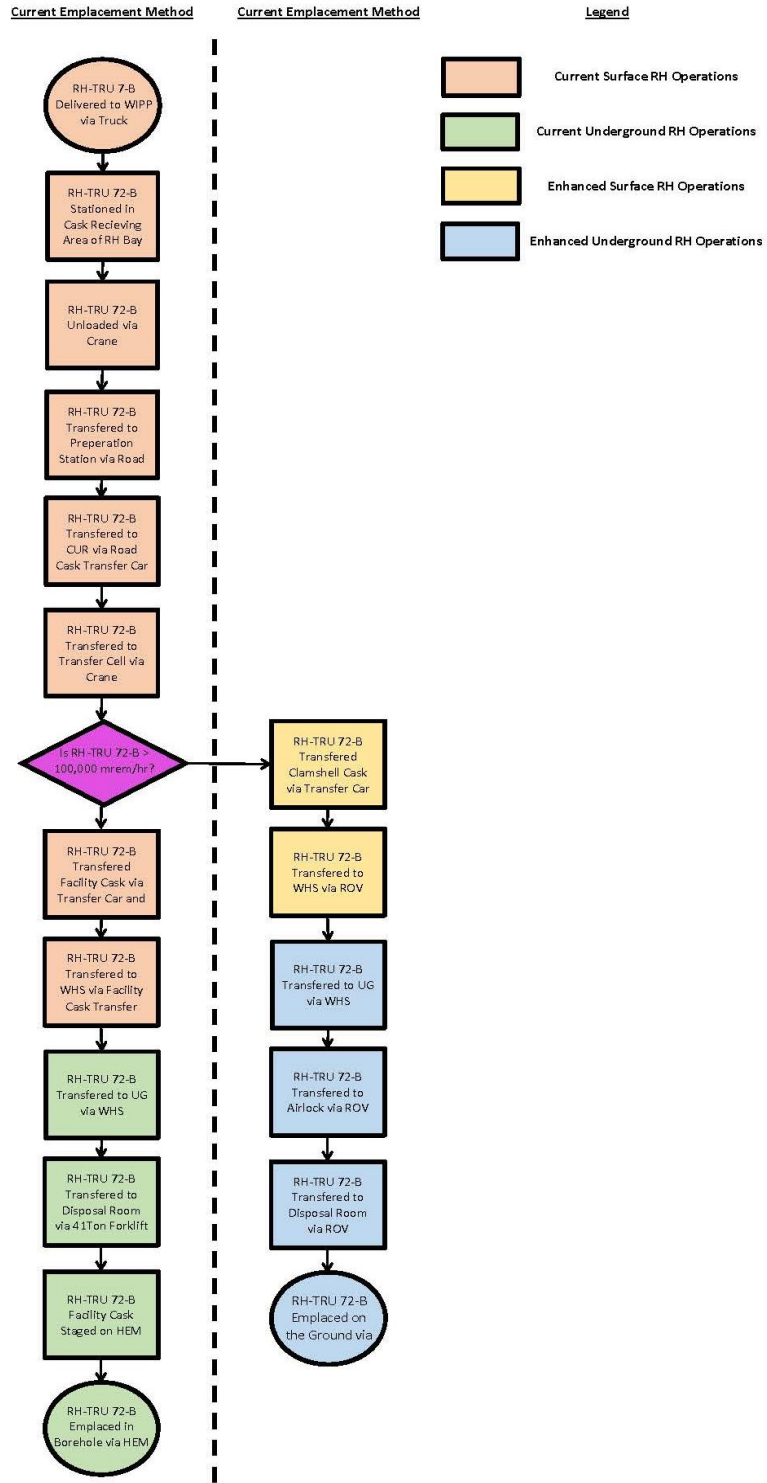 Current Emplacement Method
Current Emplacement Method
Legend
RH-TRU 7-B
Delivered to WIPP
via Truck
RH-TRU 72-B
Stationed in
Cask Recieving
Area of RH Bay
RH-TRU 72-B
Unloaded via
Crane
RH-TRU 72-B
Transfered to
Preperation
Station via Road
RH-TRU 72-B
Transfered to
CUR via Road
Cask Transfer Car
RH-TRU 72-B
Transfered to
Transfer Cell via
Crane
Is RH-TRU 72-B >
100,000 mrem/hr?
RH-TRU 72-B
Transfered
Facility Cask via
Transfer Car and
RH-TRU 72-B
Transfered to
WHS via Facility
Cask Transfer
RH-TRU 72-B
Transfered to UG
via WHS
RH-TRU 72-B
Transfered to
Disposal Room
via 41Ton Forklift
RH-TRU 72-B
Facility Cask
Staged on HEM
RH-TRU 72-B
Emplaced in
Borehole via HEM
RH-TRU 72-B
Transfered
Clamshell Cask
via Transfer Car
RH-TRU 72-B
Transfered to
WHS via ROV
RH-TRU 72-B
Transfered to UG
via WHS
RH-TRU 72-B
Transfered to
Airlock via ROV
RH-TRU 72-B
Transfered to
Disposal Room
via ROV
RH-TRU 72-B
Emplaced on
the Ground via
Current Surface RH Operations
Current Underground RH Operations
Enhanced Surface RH Operations
Enhanced Underground RH Operations